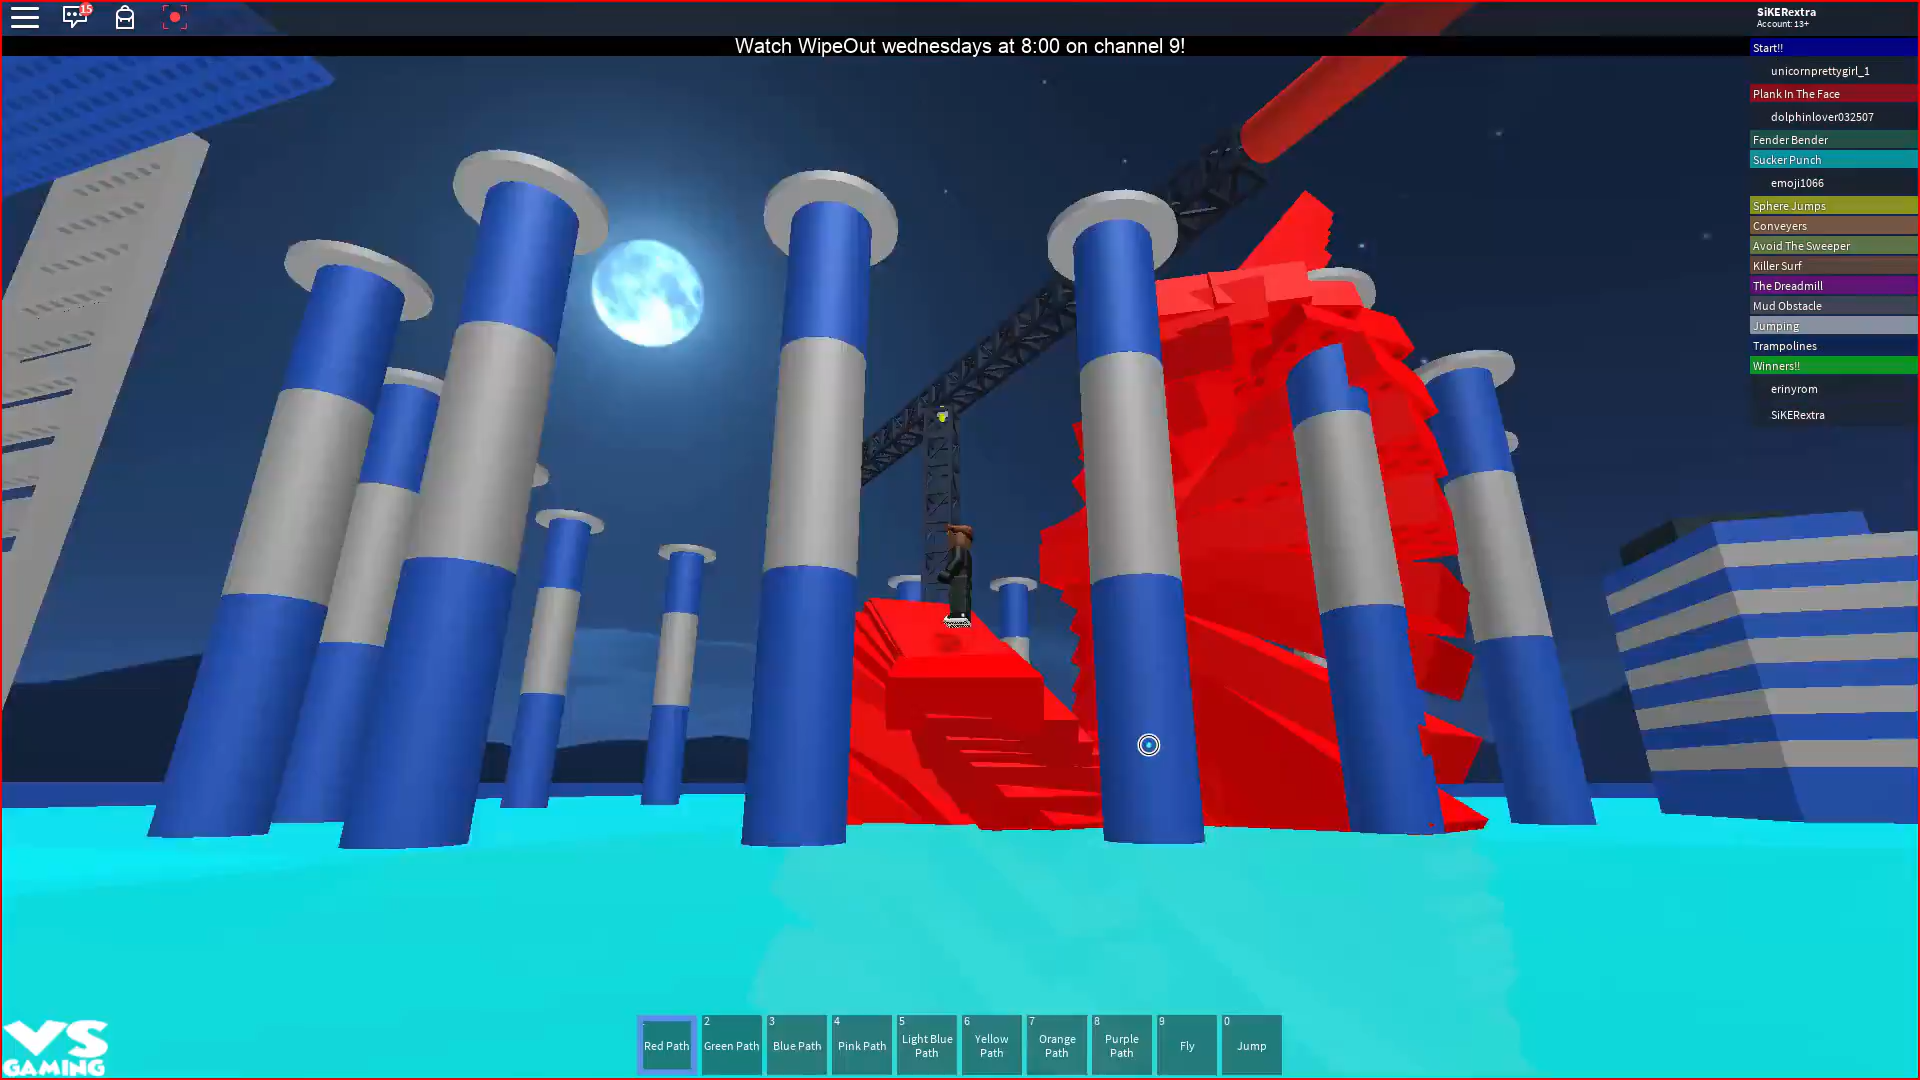 15
SiKERextra
Account: 13+
Watch WipeOut wednesdays at 8:00 on channel 9!
Start!!
unicornprettygirl_1
Plank In The Face
dolphinlover032507
Fender Bender
Sucker Punch
emoji1066
Sphere Jumps
Conveyers
Avoid The Sweeper
Killer Surf
The Dreadmill
Mud Obstacle
Jumping
Trampolines
Winners!!
erinyrom
SiKERextra
VS
GAMING
1
Red Path
2
Green Path
3
Blue Path
4
Pink Path
5
Light Blue
Path
6
Yellow
Path
7
Orange
Path
8
Purple
Path
9
Fly
0
Jump